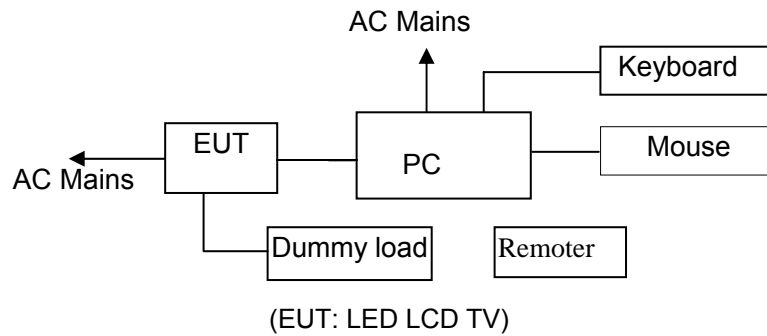 AC Mains
Keyboard
EUT
Mouse
PC
AC Mains
Dummy load
Remoter
(EUT: LED LCD TV)